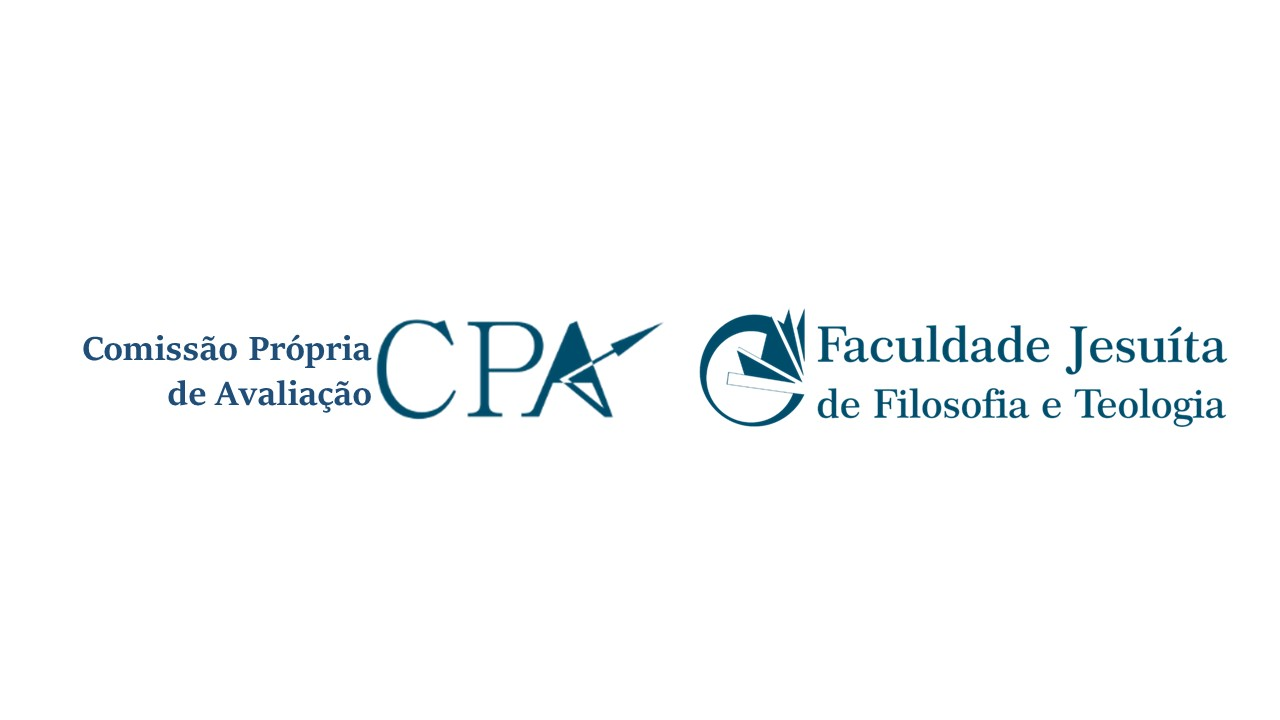 Comissão Própria
de Avaliação
CPA
Faculdade Jesuíta
de Filosofia e Teologia